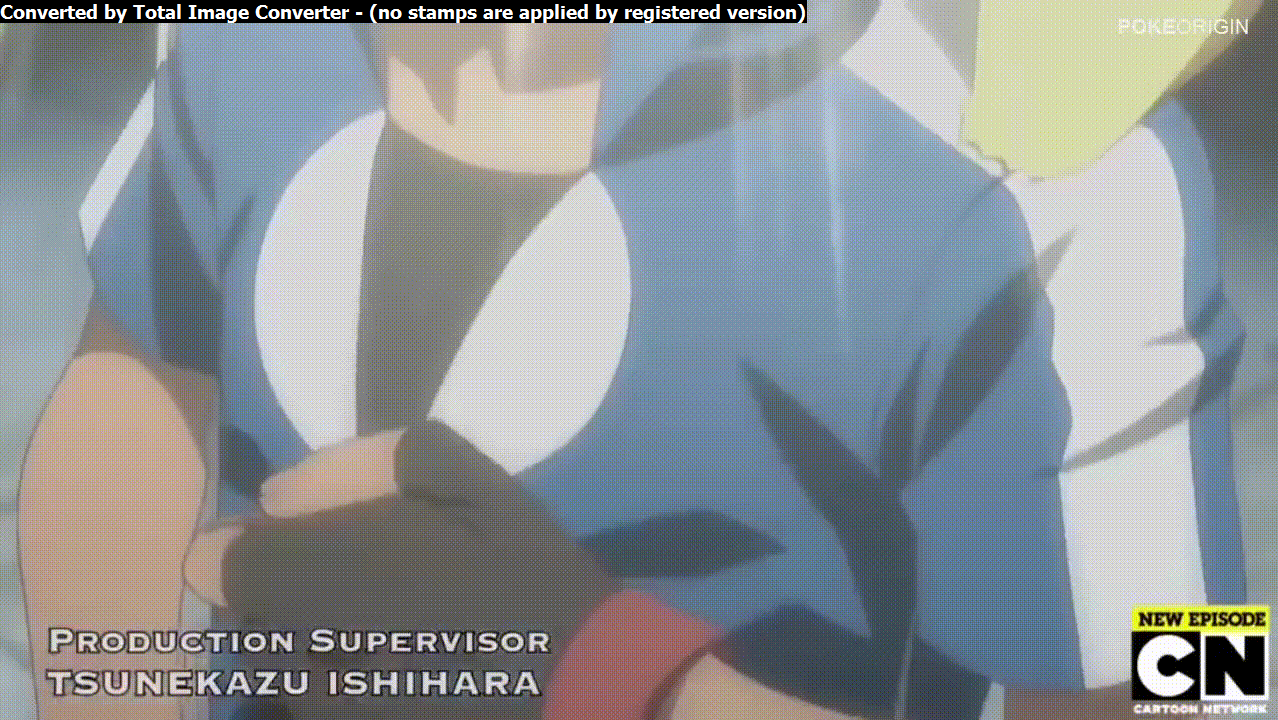 Converted by Total Image Converter - (no stamps are applied by registered version)
POKEORIGIN
PRODUCTION SUPERVISOR
TSUNEKAZU ISHIHARA
NEW EPISODE
CN
CARTOON NETWORK